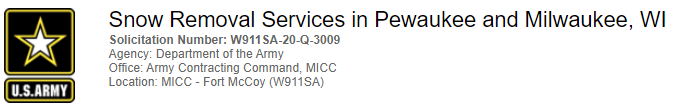 Snow Removal Services in Pewaukee and Milwaukee, WI
Solicitation Number: W911SA-20-Q-3009
Agency: Department of the Army
Office: Army Contracting Command, MICC
Location: MICC - Fort McCoy (W911SA)
U.S.ARMY